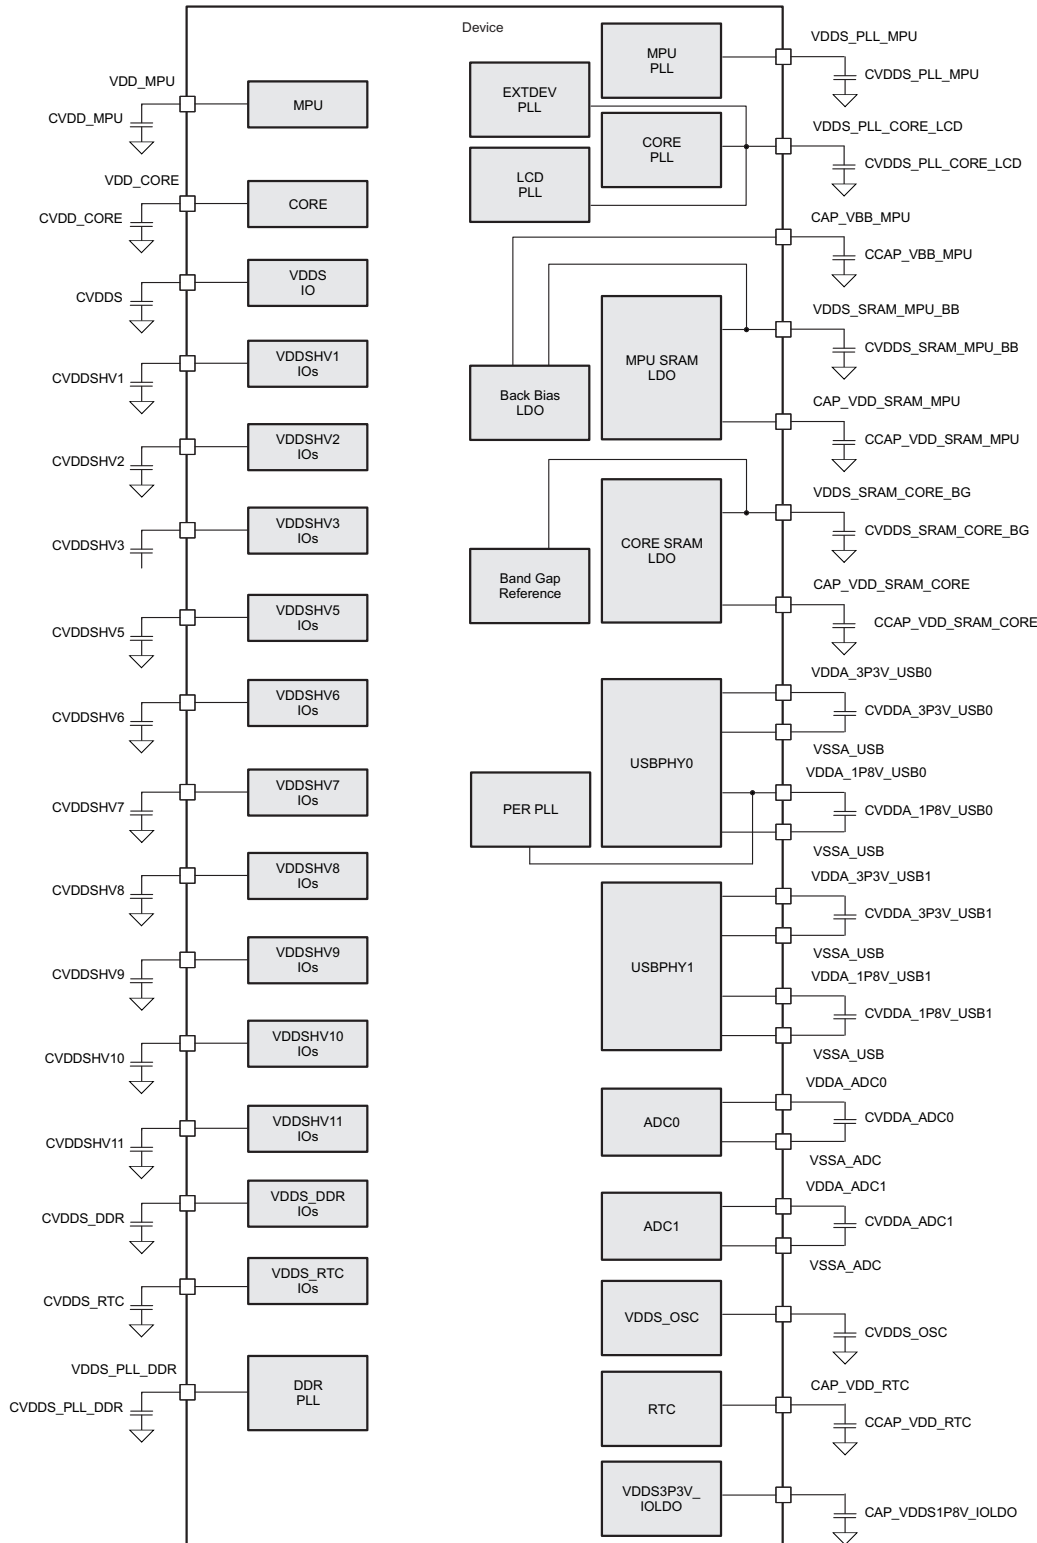 Device
VDD_MPU
CVDD_MPU
MPU
VDD_CORE
CVDD_CORE
CORE
CVDDS
VDDS
IO
CVDDSHV1
VDDSHV1
IOs
CVDDSHV2
VDDSHV2
IOs
CVDDSHV3
VDDSHV3
IOs
CVDDSHV5
VDDSHV5
IOs
CVDDSHV6
VDDSHV6
IOs
CVDDSHV7
VDDSHV7
IOs
CVDDSHV8
VDDSHV8
IOs
CVDDSHV9
VDDSHV9
IOs
CVDDSHV10
VDDSHV10
IOs
CVDDSHV11
VDDSHV11
IOs
CVDDS_DDR
VDDS_DDR
IOs
CVDDS_RTC
VDDS_RTC
IOs
VDDS_PLL_DDR
CVDDS_PLL_DDR
DDR
PLL
MPU
PLL
VDDS_PLL_MPU
CVDDS_PLL_MPU
EXTDEV
PLL
CORE
PLL
LCD
PLL
VDDS_PLL_CORE_LCD
CVDDS_PLL_CORE_LCD
CAP_VBB_MPU
CCAP_VBB_MPU
Back Bias
LDO
MPU SRAM
LDO
VDDS_SRAM_MPU_BB
CVDDS_SRAM_MPU_BB
CAP_VDD_SRAM_MPU
CCAP_VDD_SRAM_MPU
Band Gap
Reference
CORE SRAM
LDO
VDDS_SRAM_CORE_BG
CVDDS_SRAM_CORE_BG
CAP_VDD_SRAM_CORE
CCAP_VDD_SRAM_CORE
PER PLL
USBPHY0
VDDA_3P3V_USB0
CVDDA_3P3V_USB0
VSSA_USB
VDDA_1P8V_USB0
CVDDA_1P8V_USB0
VSSA_USB
USBPHY1
VDDA_3P3V_USB1
CVDDA_3P3V_USB1
VSSA_USB
VDDA_1P8V_USB1
CVDDA_1P8V_USB1
VSSA_USB
ADC0
VDDA_ADC0
CVDDA_ADC0
VSSA_ADC
ADC1
VDDA_ADC1
CVDDA_ADC1
VSSA_ADC
VDDS_OSC
CVDDS_OSC
RTC
CAP_VDD_RTC
CCAP_VDD_RTC
VDDS3P3V_
IOLDO
CAP_VDDS1P8V_IOLDO